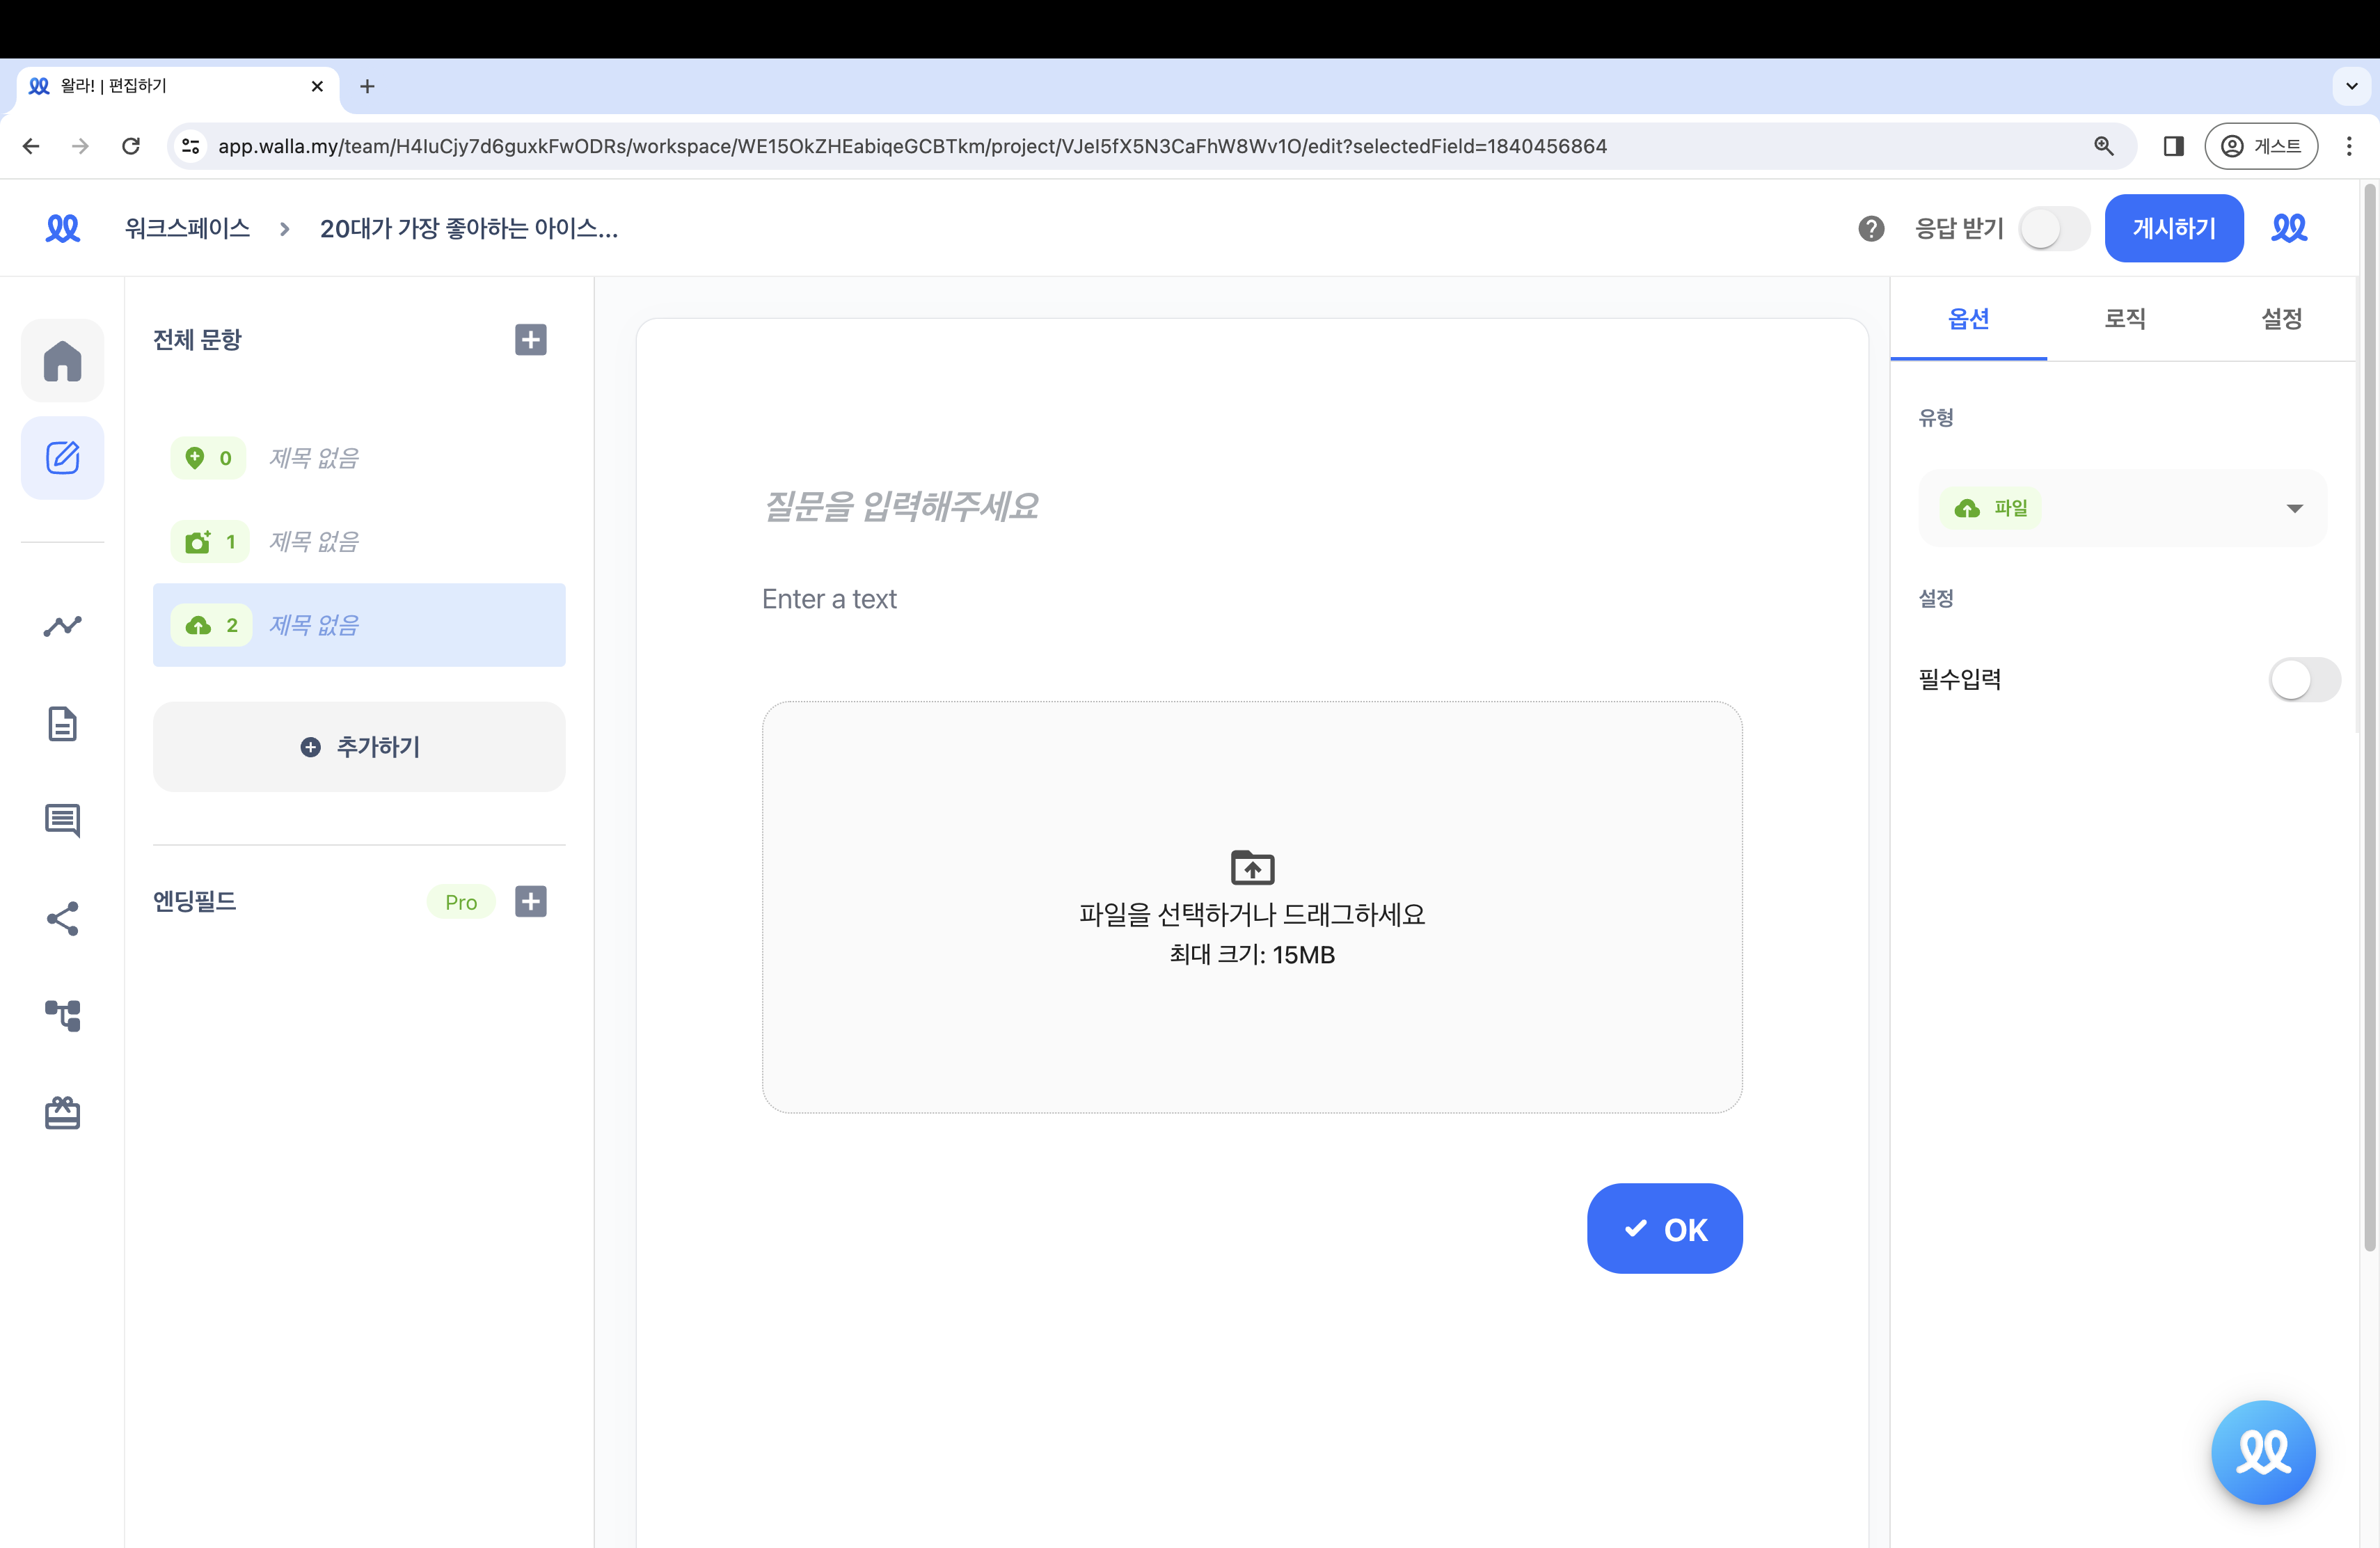 왈라! | 편집하기
app.walla.my/team/H4IuCjy7d6guxkFwODRs/workspace/WE15OkZHEabiqeGCBTkm/project/VJel5fX5N3CaFhW8Wv1O/edit?selectedField=1840456864
게스트
워크스페이스
20대가 가장 좋아하는 아이스...
응답 받기
게시하기
전체 문항
0 제목 없음
1 제목 없음
2 제목 없음
추가하기
엔딩필드 Pro
질문을 입력해주세요
Enter a text
파일을 선택하거나 드래그하세요
최대 크기: 15MB
OK
옵션 로직 설정
유형
파일
설정
필수입력